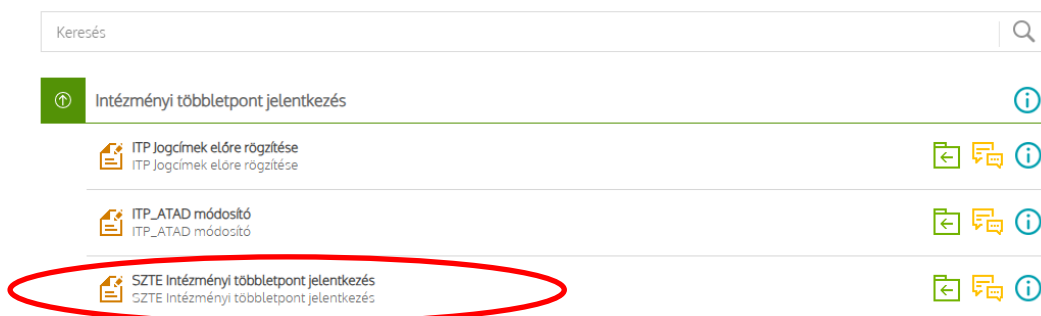 Keresés
Intézményi többletpont jelentkezés
ITP Jogcímek előre rögzítése
ITP Jogcímek előre rögzítése
ITP_ATAD módosító
ITP_ATAD módosító
SZTE Intézményi többletpont jelentkezés
SZTE Intézményi többletpont jelentkezés